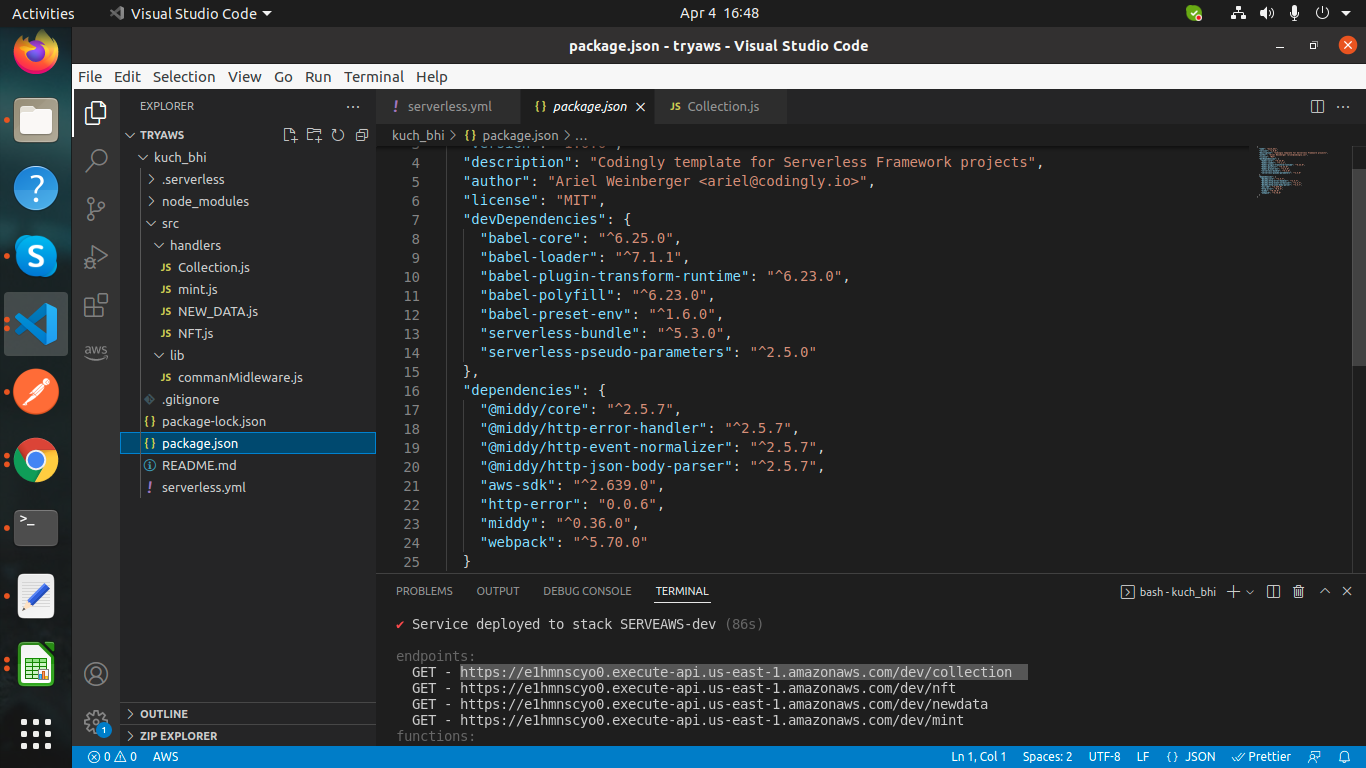 Activities
Visual Studio Code
Apr 4 16:48
package.json - tryaws - Visual Studio Code
File Edit Selection View Go Run Terminal Help
EXPLORER
TRYAWS
kuch_bhi
.serverless
node_modules
src
handlers
JS Collection.js
JS mint.js
JS NEW_DATA.js
JS NFT.js
lib
JS commanMidleware.js
.gitignore
{} package-lock.json
{} package.json
README.md
! serverless.yml
OUTLINE
ZIP EXPLORER
aws
1
! serverless.yml
{} package.json
JS Collection.js
kuch_bhi > {} package.json > ...
4 "description": "Codingly template for Serverless Framework projects",
5 "author": "Ariel Weinberger <ariel@codingly.io>",
6 "license": "MIT",
7 "devDependencies": {
8 "babel-core": "^6.25.0",
9 "babel-loader": "^7.1.1",
10 "babel-plugin-transform-runtime": "^6.23.0",
11 "babel-polyfill": "^6.23.0",
12 "babel-preset-env": "^1.6.0",
13 "serverless-bundle": "^5.3.0",
14 "serverless-pseudo-parameters": "^2.5.0"
15 },
16 "dependencies": {
17 "@middy/core": "^2.5.7",
18 "@middy/http-error-handler": "^2.5.7",
19 "@middy/http-event-normalizer": "^2.5.7",
20 "@middy/http-json-body-parser": "^2.5.7",
21 "aws-sdk": "^2.639.0",
22 "http-error": "0.0.6",
23 "middy": "^0.36.0",
24 "webpack": "^5.70.0"
25 }
PROBLEMS OUTPUT DEBUG CONSOLE TERMINAL
bash - kuch_bhi
✔ Service deployed to stack SERVEAWS-dev (86s)
endpoints:
GET - https://e1hmnscyo0.execute-api.us-east-1.amazonaws.com/dev/collection
GET - https://e1hmnscyo0.execute-api.us-east-1.amazonaws.com/dev/nft
GET - https://e1hmnscyo0.execute-api.us-east-1.amazonaws.com/dev/newdata
GET - https://e1hmnscyo0.execute-api.us-east-1.amazonaws.com/dev/mint
functions:
0 0 AWS
Ln 1, Col 1 Spaces: 2 UTF-8 LF {} JSON Prettier